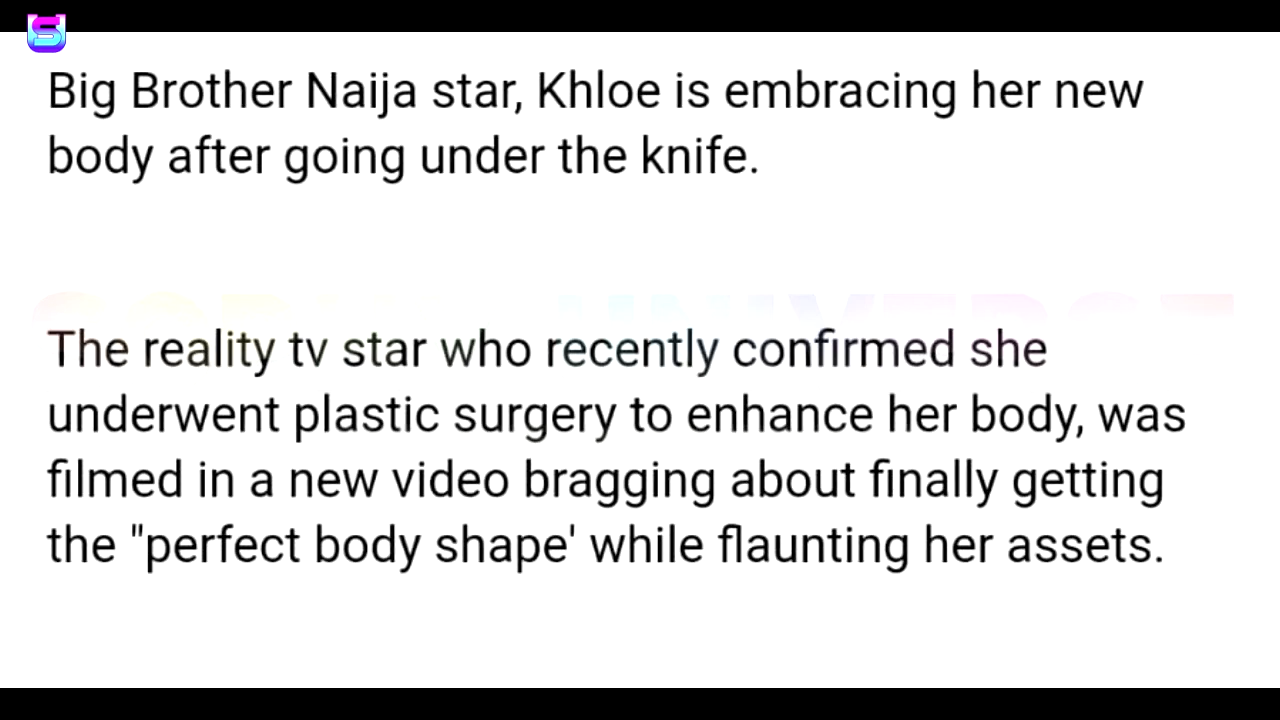 S
Big Brother Naija star, Khloe is embracing her new
body after going under the knife.
The reality tv star who recently confirmed she
underwent plastic surgery to enhance her body, was
filmed in a new video bragging about finally getting
the "perfect body shape' while flaunting her assets.